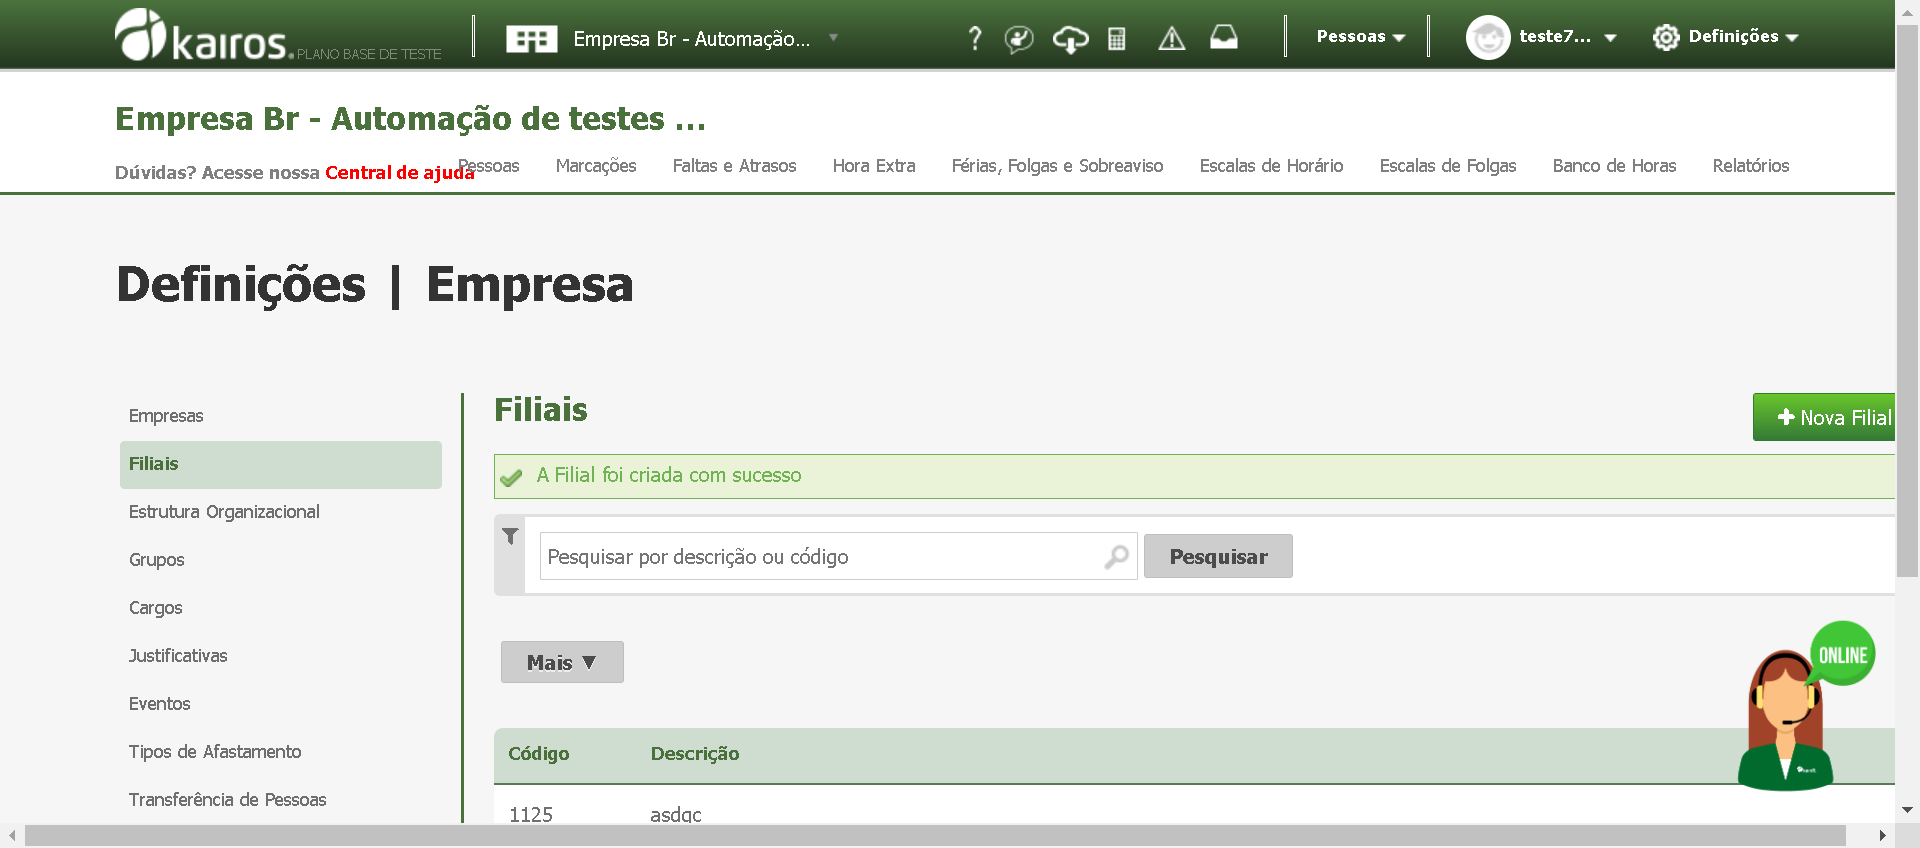 kairos. PLANO BASE DE TESTE
Empresa Br - Automação...
?
Pessoas
teste7...
Definições
Empresa Br - Automação de testes ...
Dúvidas? Acesse nossa Central de ajuda
Pessoas Marcações Faltas e Atrasos Hora Extra Férias, Folgas e Sobreaviso Escalas de Horário Escalas de Folgas Banco de Horas Relatórios
Definições | Empresa
Empresas
Filiais
Estrutura Organizacional
Grupos
Cargos
Justificativas
Eventos
Tipos de Afastamento
Transferência de Pessoas
Filiais
Nova Filial
A Filial foi criada com sucesso
Pesquisar por descrição ou código
Pesquisar
Mais ▼
ONLINE
Código Descrição
1125 asdgc